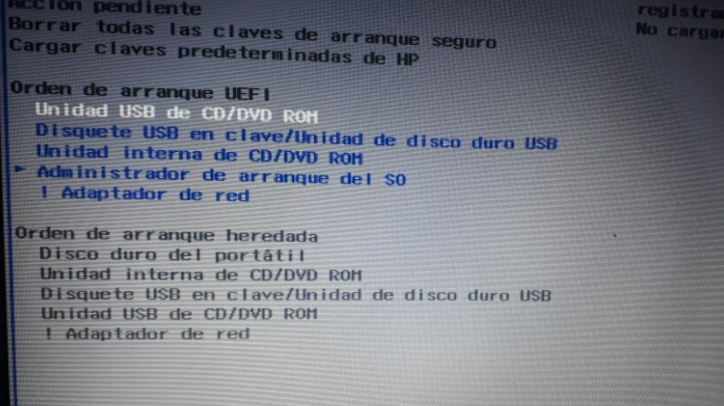 Acción pendiente
Borrar todas las claves de arranque seguro
Cargar claves predeterminadas de HP
No cargar
Orden de arranque UEFI
Unidad USB de CD/DVD ROM
Disquete USB en clave/Unidad de disco duro USB
Unidad interna de CD/DVD ROM
Administrador de arranque del SO
! Adaptador de red
Orden de arranque heredada
Disco duro del portátil
Unidad interna de CD/DVD ROM
Disquete USB en clave/Unidad de disco duro USB
Unidad USB de CD/DVD ROM
! Adaptador de red